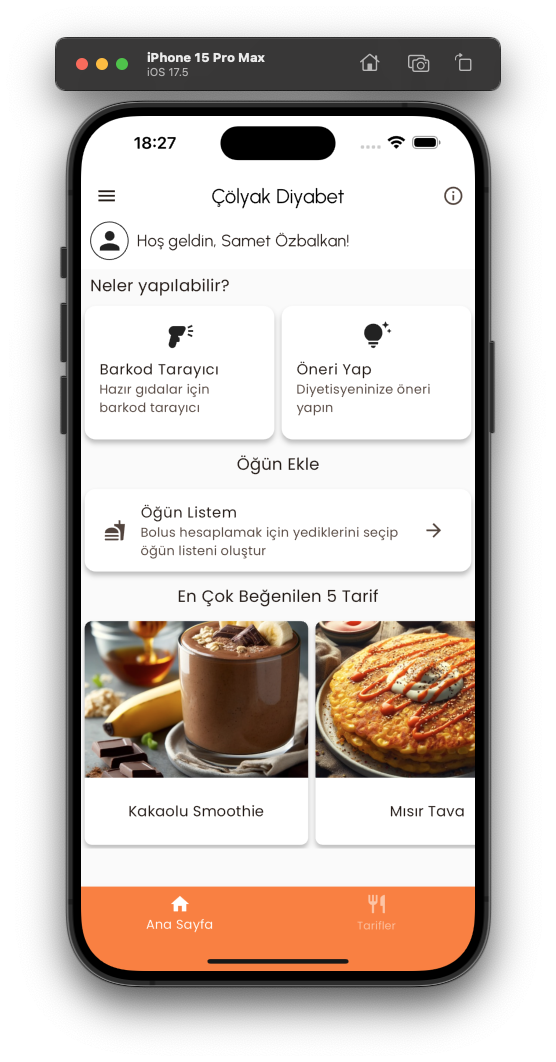 iPhone 15 Pro Max
iOS 17.5
18:27
Çölyak Diyabet
Hoş geldin, Samet Özbalkan!
Neler yapılabilir?
Barkod Tarayıcı
Hazır gıdalar için
barkod tarayıcı
Öneri Yap
Diyetisyeninize öneri
yapın
Öğün Ekle
Öğün Listem
Bolus hesaplamak için yediklerini seçip
öğün listeni oluştur
En Çok Beğenilen 5 Tarif
Kakaolu Smoothie
Mısır Tava
Ana Sayfa
Tarifler